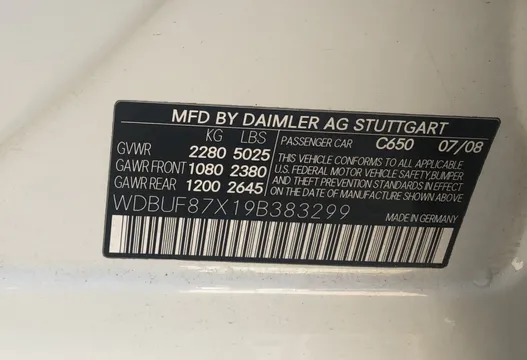 MFD BY DAIMLER AG STUTTGART
KG LBS
PASSENGER CAR C650 07/08
GVWR 2280 5025
GAWR FRONT 1080 2380
GAWR REAR 1200 2645
THIS VEHICLE CONFORMS TO ALL APPLICABLE
U.S. FEDERAL MOTOR VEHICLE SAFETY,BUMPER
AND THEFT PREVENTION STANDARDS IN EFFECT
ON THE DATE OF MANUFACTURE SHOWN ABOVE
WDBUF87X19B383299
MADE IN GERMANY